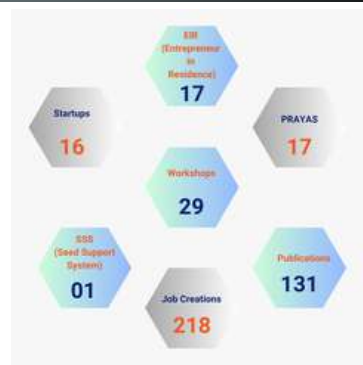 EIR
(Entrepreneur
in
Residence)
17
Startups
16
PRAYAS
17
Workshops
29
SSS
(Seed Support
System)
01
Job Creations
218
Publications
131